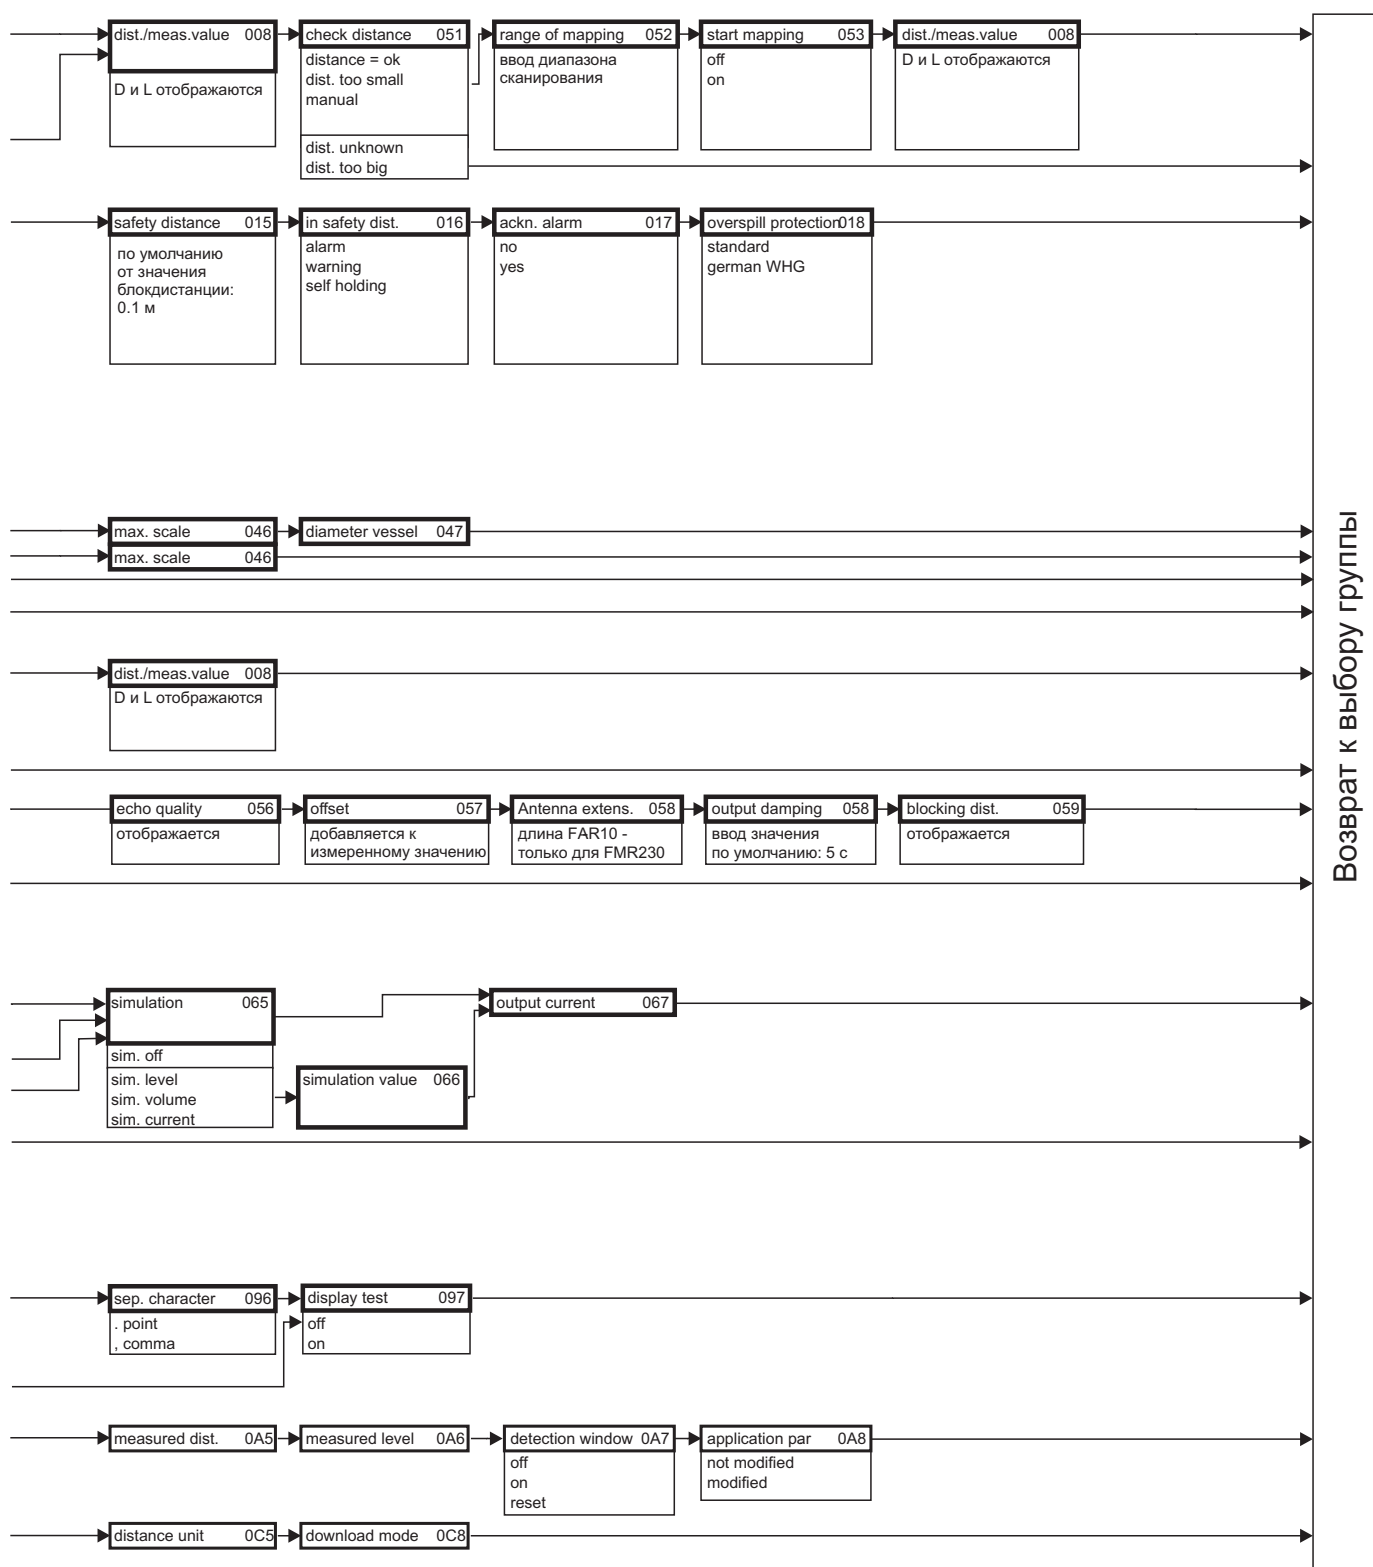 dist./meas.value 008
D и L отображаются
check distance 051
distance = ok
dist. too small
manual
dist. unknown
dist. too big
range of mapping 052
ввод диапазона
сканирования
start mapping 053
off
on
dist./meas.value 008
D и L отображаются
safety distance 015
по умолчанию
от значения
блокдистанции:
0.1 м
in safety dist. 016
alarm
warning
self holding
ackn. alarm 017
no
yes
overspill protection018
standard
german WHG
max. scale 046
diameter vessel 047
max. scale 046
dist./meas.value 008
D и L отображаются
echo quality 056
отображается
offset 057
добавляется к
измеренному значению
Antenna extens. 058
длина FAR10 -
только для FMR230
output damping 058
ввод значения
по умолчанию: 5 с
blocking dist. 059
отображается
simulation 065
sim. off
sim. level
sim. volume
sim. current
simulation value 066
output current 067
sep. character 096
. point
, comma
display test 097
off
on
measured dist. 0A5
measured level 0A6
detection window 0A7
off
on
reset
application par 0A8
not modified
modified
distance unit 0C5
download mode 0C8
Возврат к выбору группы